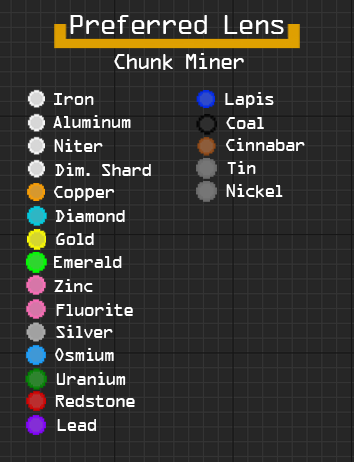 Preferred Lens
Chunk Miner
Iron
Aluminum
Niter
Dim. Shard
Copper
Diamond
Gold
Emerald
Zinc
Fluorite
Silver
Osmium
Uranium
Redstone
Lead
Lapis
Coal
Cinnabar
Tin
Nickel